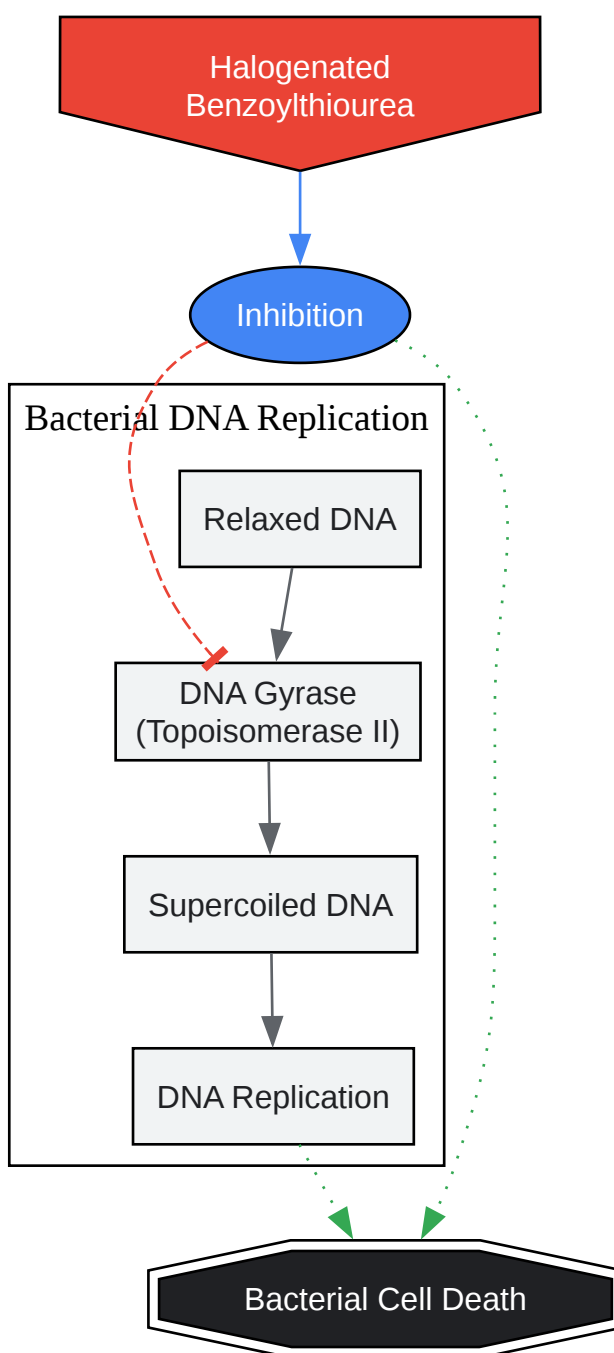 Halogenated
Benzoylthiourea
Inhibition
Bacterial DNA Replication
Relaxed DNA
DNA Gyrase
(Topoisomerase II)
Supercoiled DNA
DNA Replication
Bacterial Cell Death